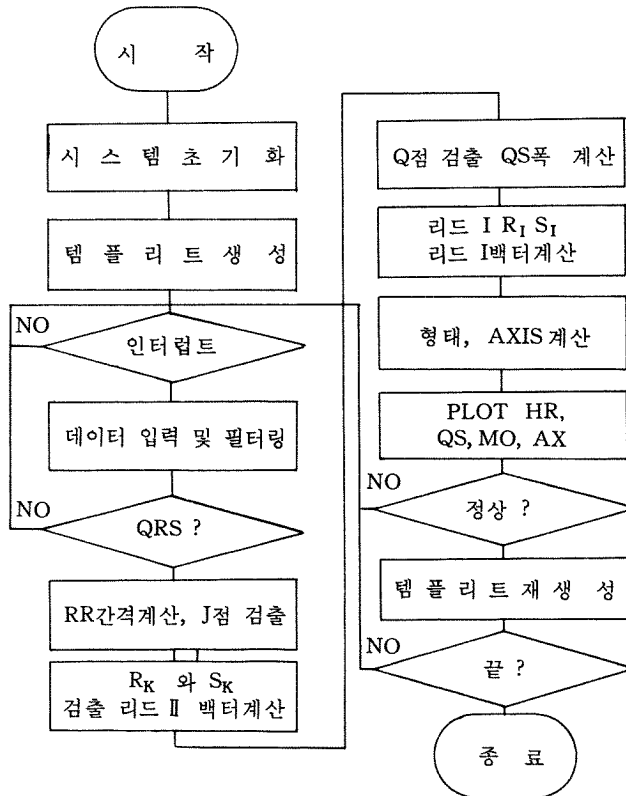 시 작
시 스 템 초 기 화
템 플 리 트 생 성
NO
인터럽트
데이터 입력 및 필터링
NO
QRS ?
RR간격계산, J점 검출
R_K 와 S_K
검출 리드 II 백터계산
Q점 검출 QS폭 계산
리드 I R_I S_I
리드 I백터계산
형태, AXIS계산
PLOT HR,
QS, MO, AX
NO
정상 ?
템 플 리 트 재 생 성
NO
끝 ?
종 료